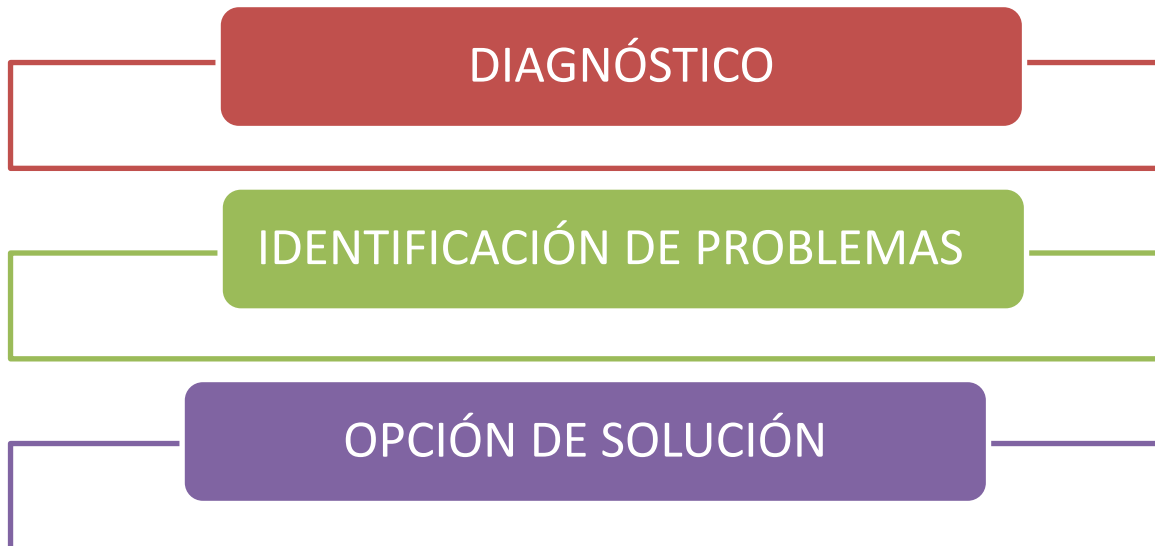 DIAGNÓSTICO
IDENTIFICACIÓN DE PROBLEMAS
OPCIÓN DE SOLUCIÓN